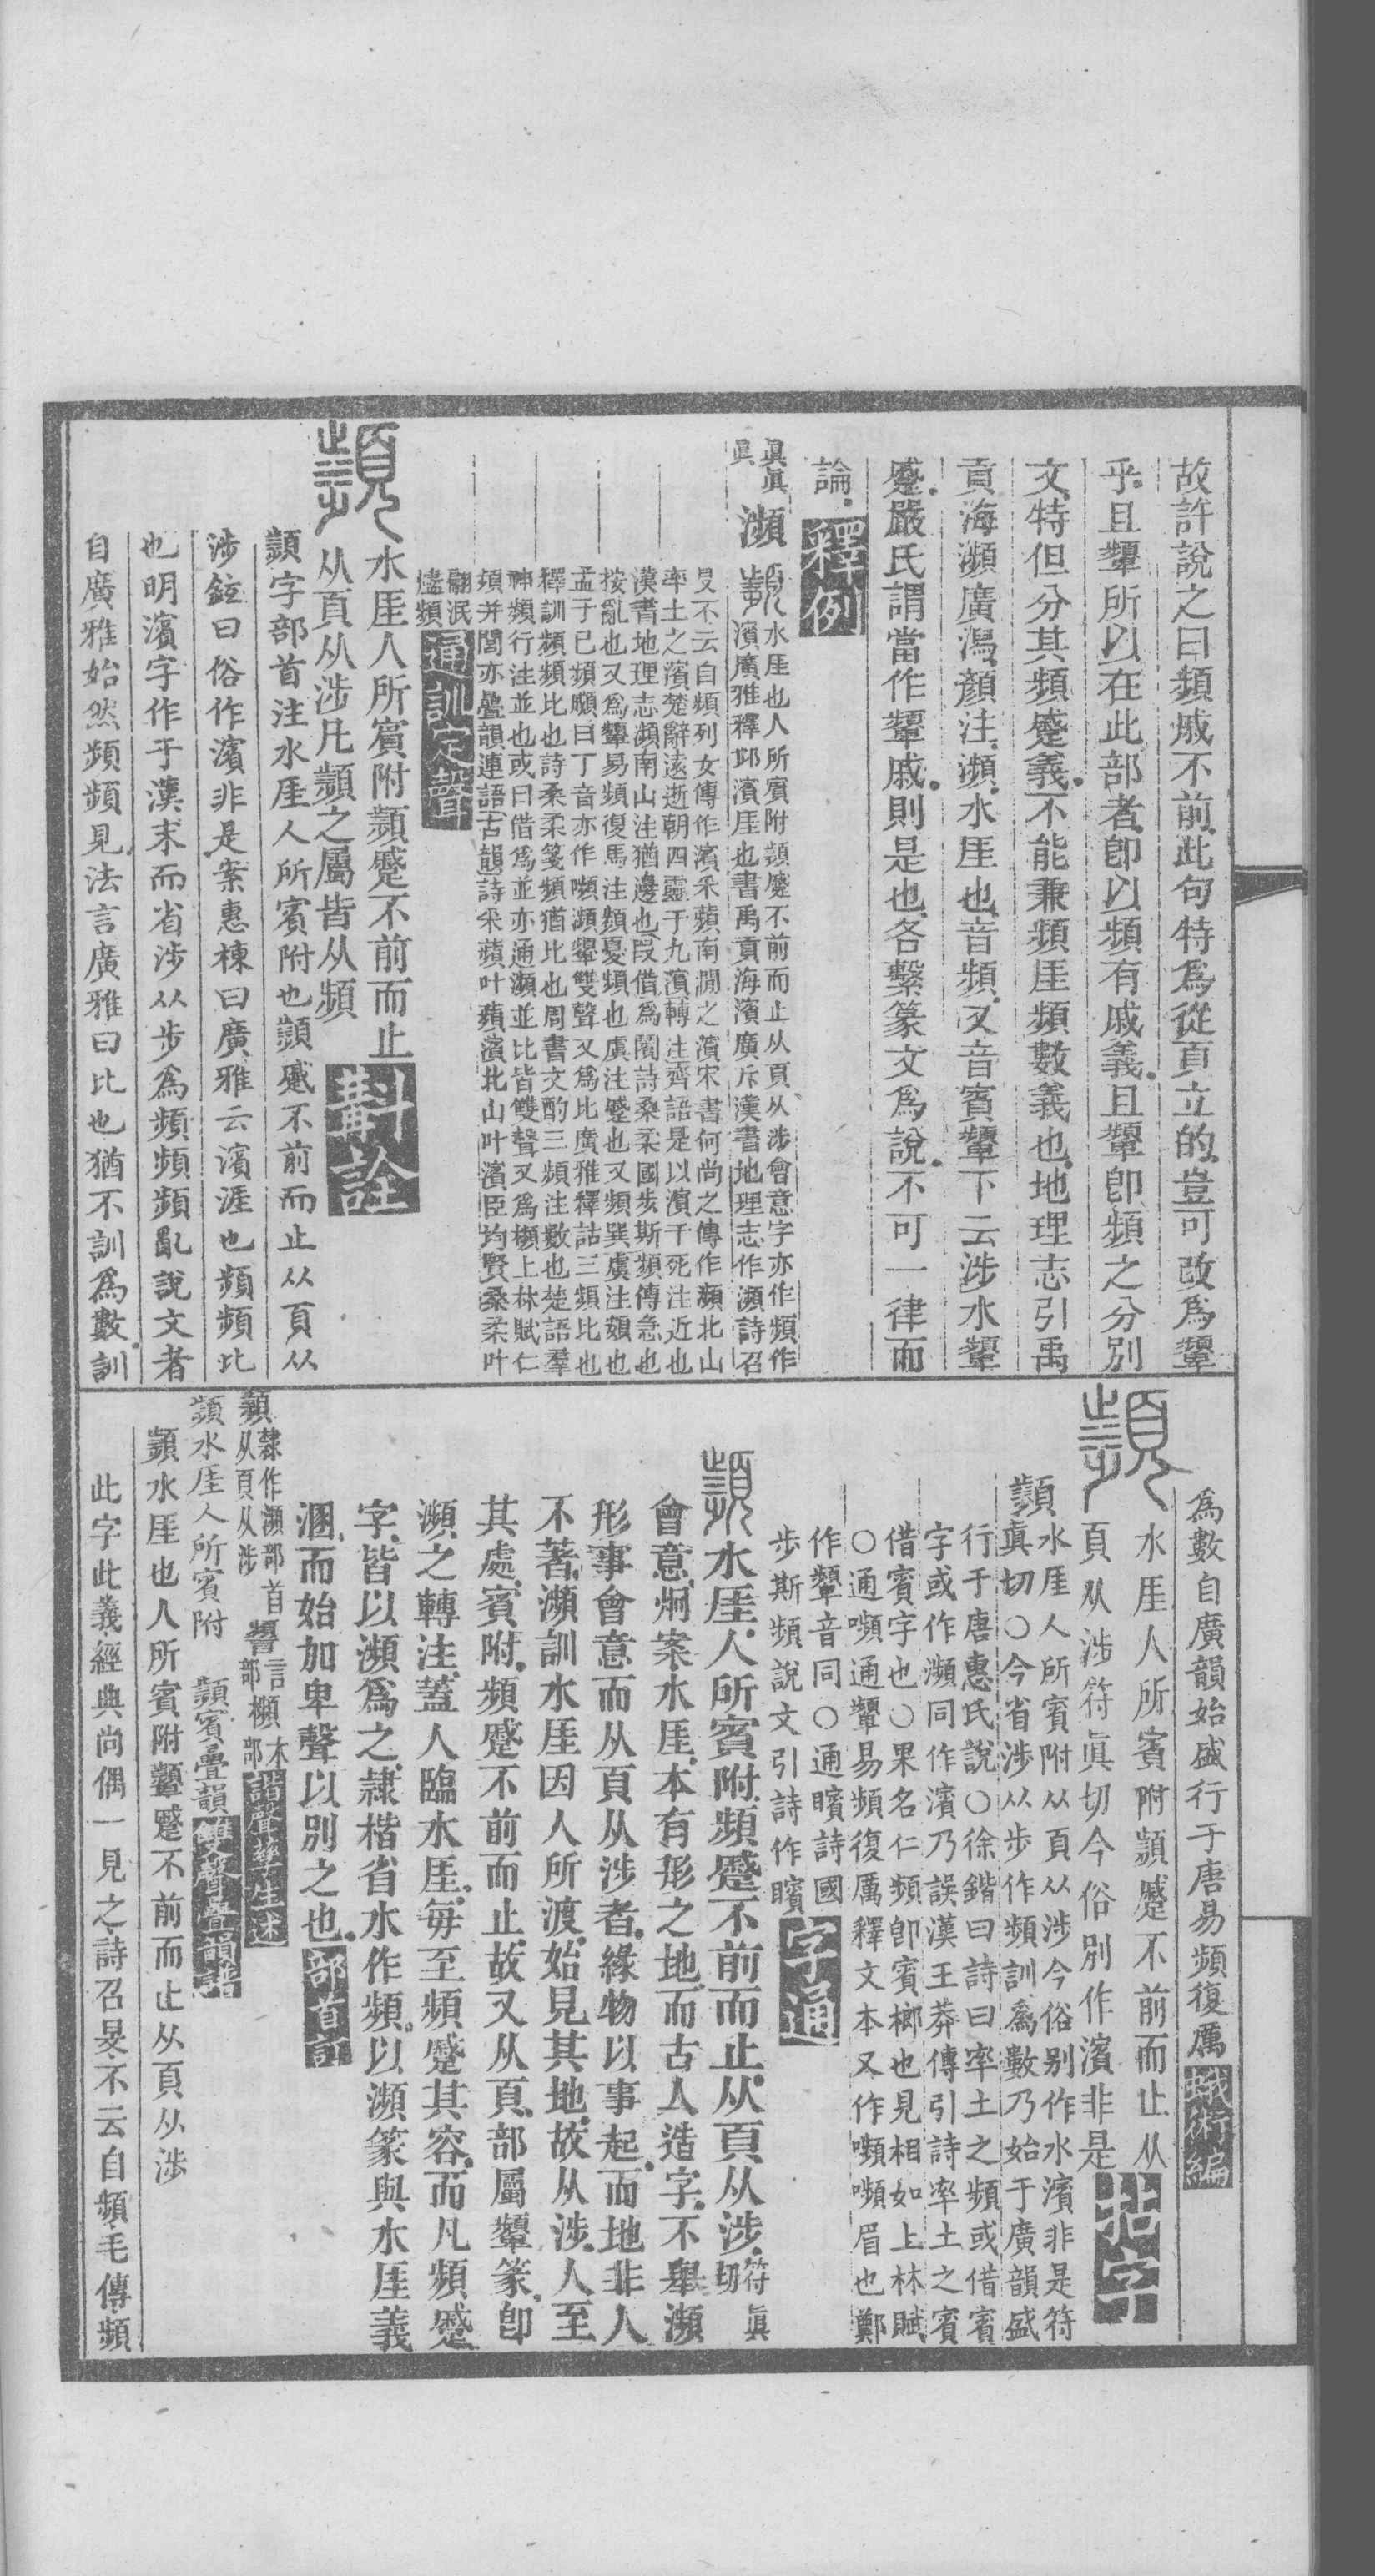 故許說之曰頻戚不前此句特爲從頁立的豈可改爲顰
乎且顰所以在此部者卽以頻有戚義且顰卽頻之分別
文特但分其頻蹙義不能兼頻厓頻數義也地理志引禹
貢海瀕廣潟顏注瀕水厓也音頻又音賓顰下云涉水顰
蹙嚴氏謂當作顰戚則是也各繫篆文爲說不可一律而
論釋例
瀕 水厓也人所賓附顰蹙不前而止从頁从涉會意字亦作頻作
濱廣雅釋邱濱厓也書禹貢海濱廣斥漢書地理志作瀕詩召
旻不云自頻列女傳作濱采蘋南澗之濱宋書何尚之傳作瀕北山
率土之濱楚辭遠逝朝四靈于九濱轉注齊語是以濱于死注近也
漢書地理志瀕南山注猶邊也叚借爲闐詩桑柔國步斯頻傳急也
按亂也又爲顰易頻復馬注頻憂頻也虞注蹙也又頻巽虞注頞也
孟子已頻顣曰丁音亦作嚬瀕顰雙聲又爲比廣雅釋詁三頻比也
釋訓頻頻比也詩桑柔箋頻猶比也周書文酌三頻注數也楚語羣
神頻行注並也或曰借爲並亦通瀕並比皆雙聲又爲櫇上林賦仁
頻并閭亦疊韻連語古韻詩采蘋叶蘋濱北山叶濱臣均賢桑柔叶
翩泯燼頻通訓定聲
水厓人所賓附顰蹙不前而止
从頁从涉凡瀕之屬皆从頻斠詮
瀕字部首注水厓人所賓附也顰蹙不前而止从頁从
涉鉉曰俗作濱非是案惠棟曰廣雅云濱涯也頻頻比
也明濱字作于漢末而省涉从步爲頻頻頻亂說文者
自廣雅始然頻頻見法言廣雅曰比也猶不訓爲數訓
爲數自廣韻始盛行于唐易頻復厲蛾術編
水厓人所賓附瀕蹙不前而止从
頁从涉符眞切今俗別作濱非是
瀕水厓人所賓附从頁从涉今俗別作水濱非是符
眞切○今省涉从步作頻訓爲數乃始于廣韻盛
行于唐惠氏說○徐鍇曰詩曰率土之頻或借賓
字或作瀕同作濱乃誤漢王莽傳引詩率土之賓
借賓字也○果名仁頻卽賓榔也見相如上林賦
○通嚬通顰易頻復厲釋文本又作嚬嚬眉也鄭
作顰音同○通矉詩國
步斯頻說文引詩作矉字通
水厓人所賓附頻蹙不前而止从頁从涉符眞切
會意炯案水厓本有形之地而古人造字不舉瀕
形事會意而从頁从涉者緣物以事起而地非人
不著瀕訓水厓因人所渡始見其地故从涉人至
其處賓附頻蹙不前而止故又从頁部屬顰篆卽
瀕之轉注蓋人臨水厓每至頻蹙其容而凡頻蹙
字皆以瀕爲之隸楷省水作頻以瀕篆與水厓義
溷而始加卑聲以別之也部首訂
瀕隸作瀕部首从頁从涉 言部 櫇木部諧聲孳生述
瀕水厓人所賓附 瀕賓疊韻雙聲疊韻譜
瀕水厓也人所賓附顰蹙不前而止从頁从涉
此字此義經典尚偶一見之詩召旻不云自頻毛傳頻